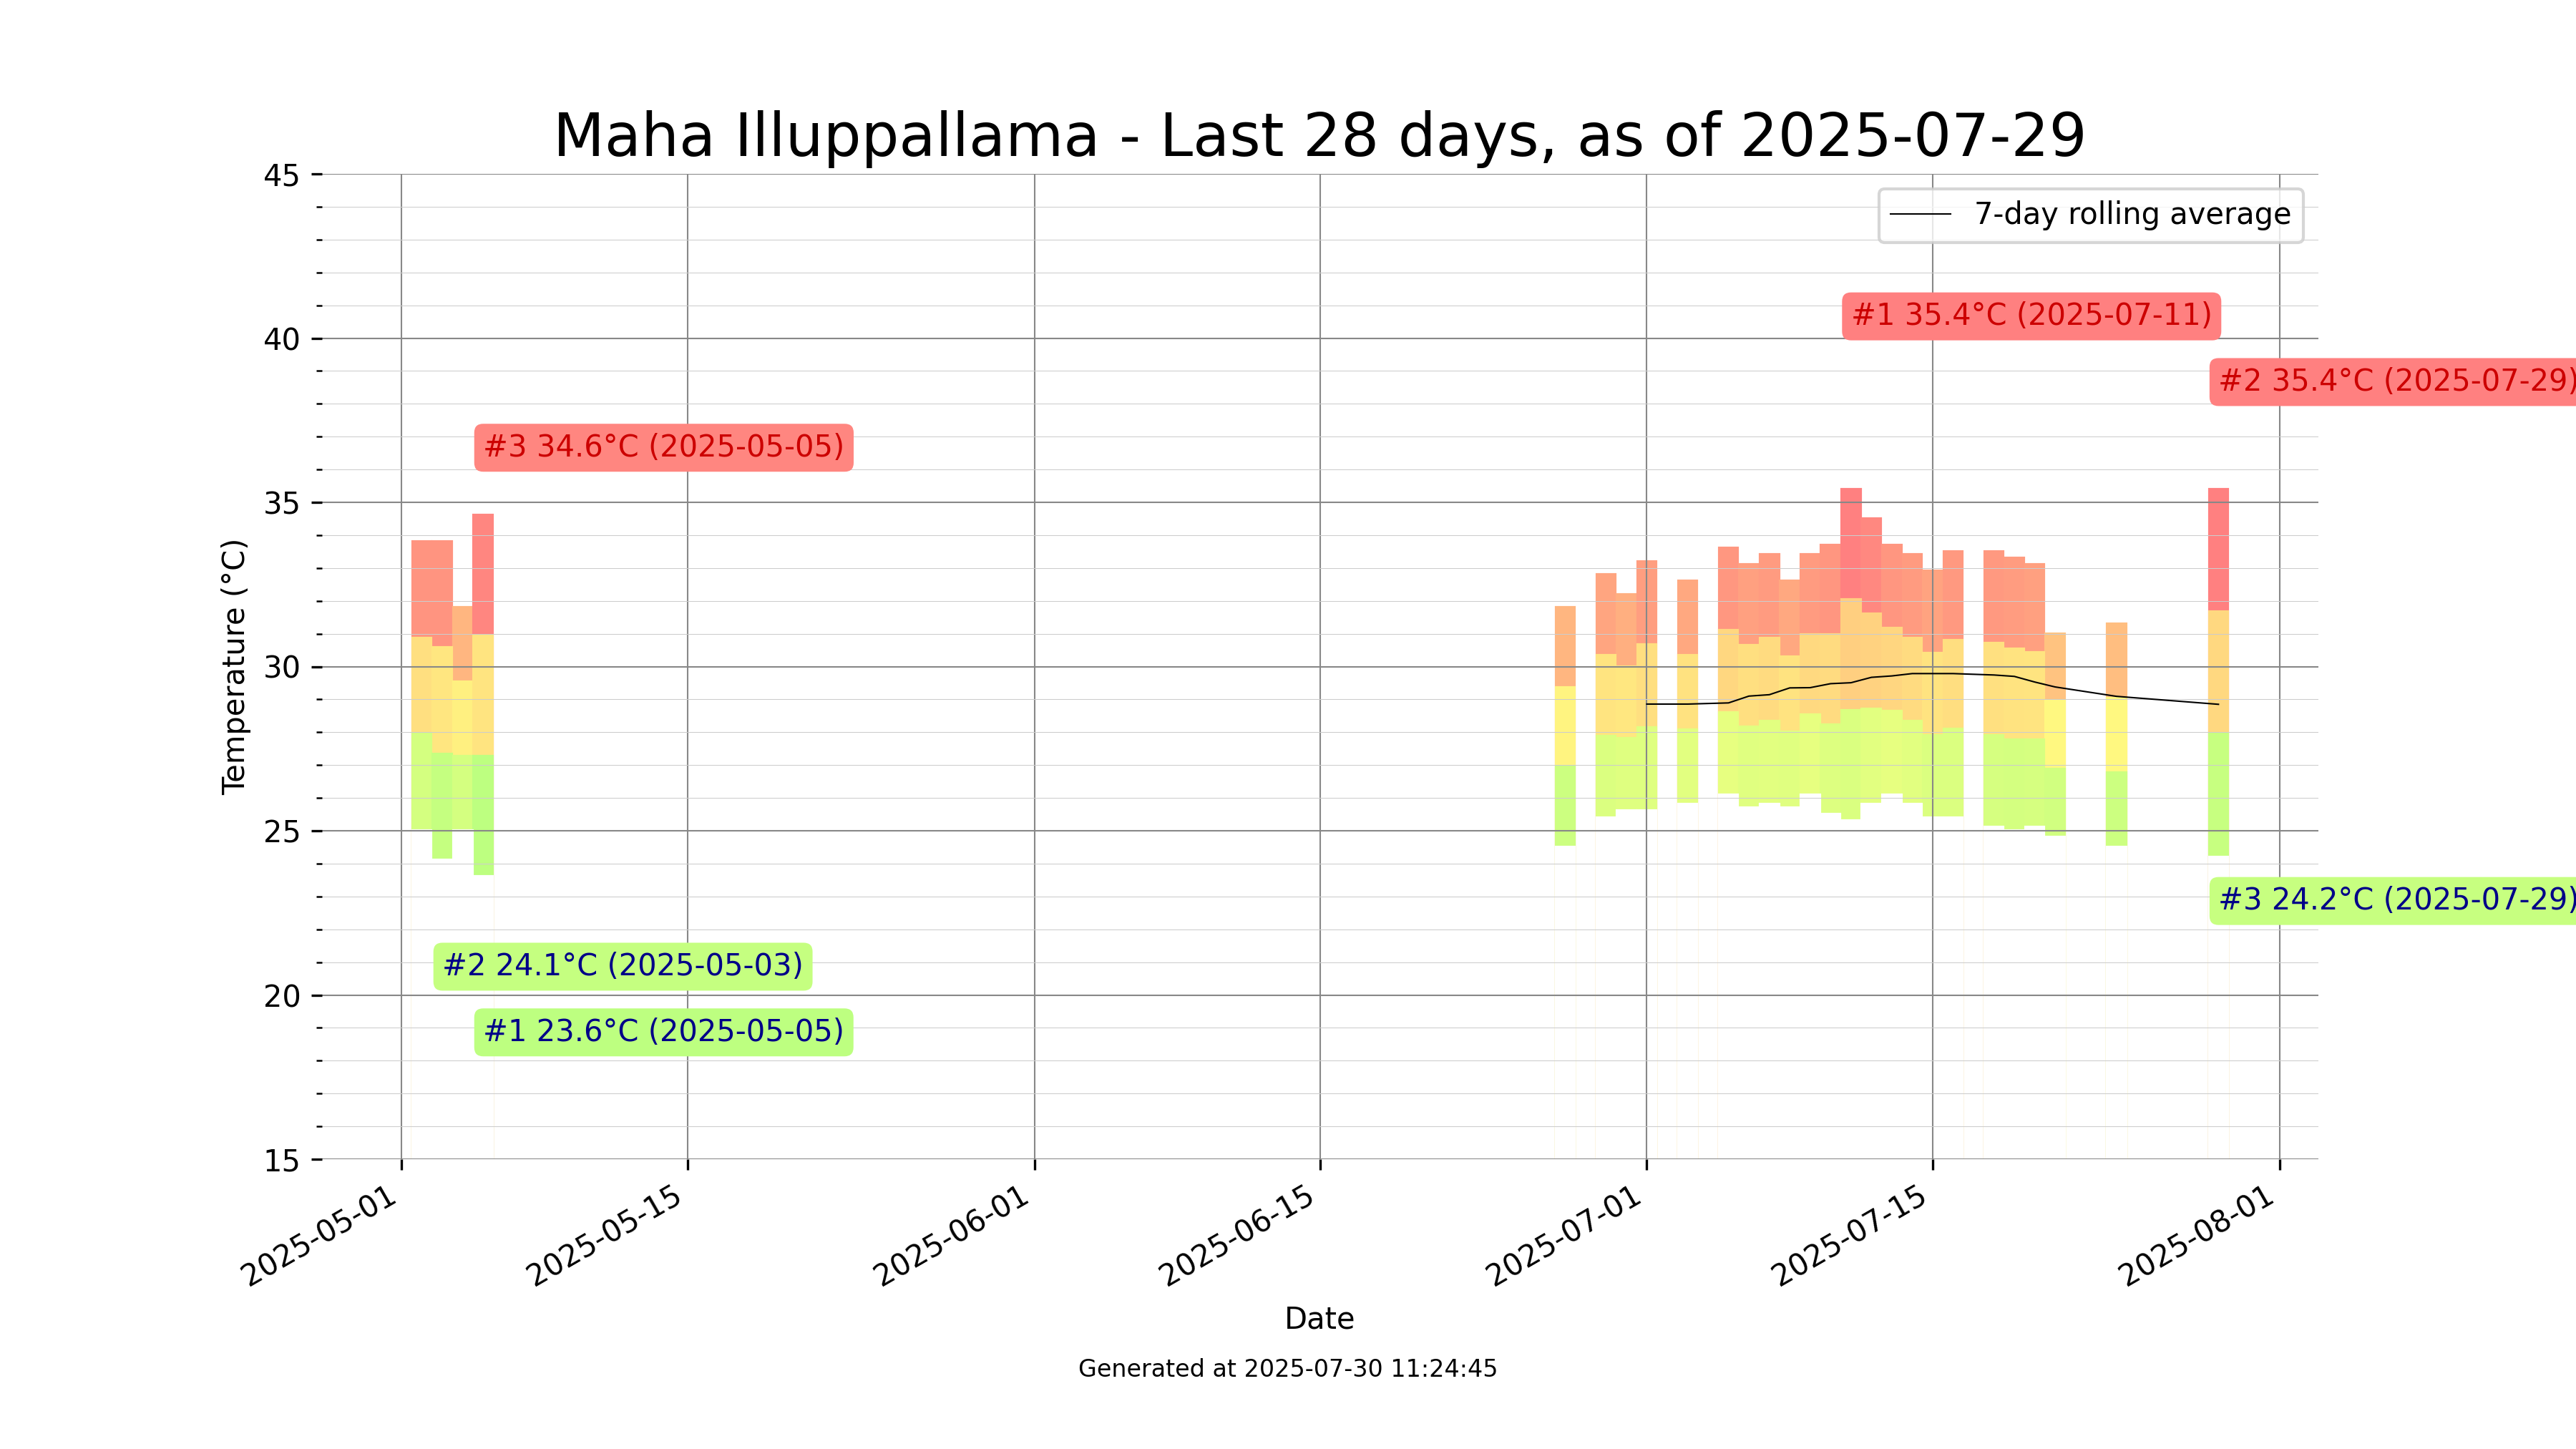 Maha Illuppallama - Last 28 days, as of 2025-07-29
45
7-day rolling average
#1 35.4°C (2025-07-11)
40
#2 35.4°C (2025-07-29)
#3 34.6°C (2025-05-05)
35
Temperature (°C)
30
25
#3 24.2°C (2025-07-29)
#2 24.1°C (2025-05-03)
20
#1 23.6°C (2025-05-05)
15
2025-05-01
2025-05-15
2025-06-01
2025-06-15
2025-07-01
2025-07-15
2025-08-01
Date
Generated at 2025-07-30 11:24:45